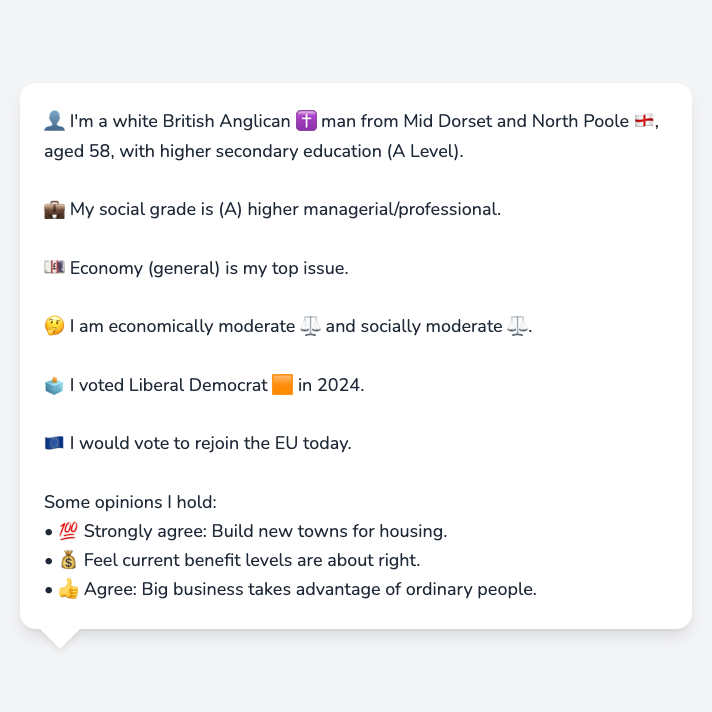 👤 I'm a white British Anglican ✝️ man from Mid Dorset and North Poole 🏴󠁧󠁢󠁥󠁮󠁧󠁿,
aged 58, with higher secondary education (A Level).
💼 My social grade is (A) higher managerial/professional.
💷 Economy (general) is my top issue.
🤔 I am economically moderate ⚖️ and socially moderate ⚖️.
🗳️ I voted Liberal Democrat 🟧 in 2024.
🇪🇺 I would vote to rejoin the EU today.
Some opinions I hold:
• 💯 Strongly agree: Build new towns for housing.
• 💰 Feel current benefit levels are about right.
• 👍 Agree: Big business takes advantage of ordinary people.